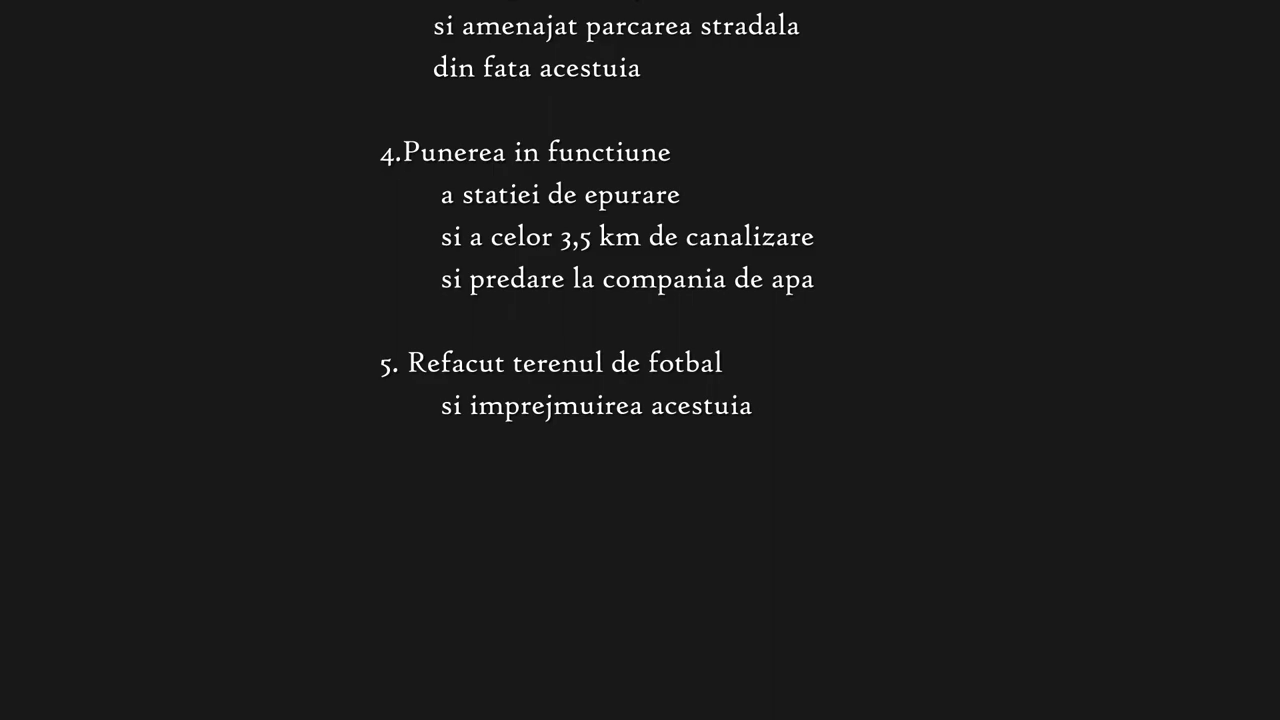 si amenajat parcarea stradala
din fata acestuia
4.Punerea in functiune
a statiei de epurare
si a celor 3,5 km de canalizare
si predare la compania de apa
5. Refacut terenul de fotbal
si imprejmuirea acestuia